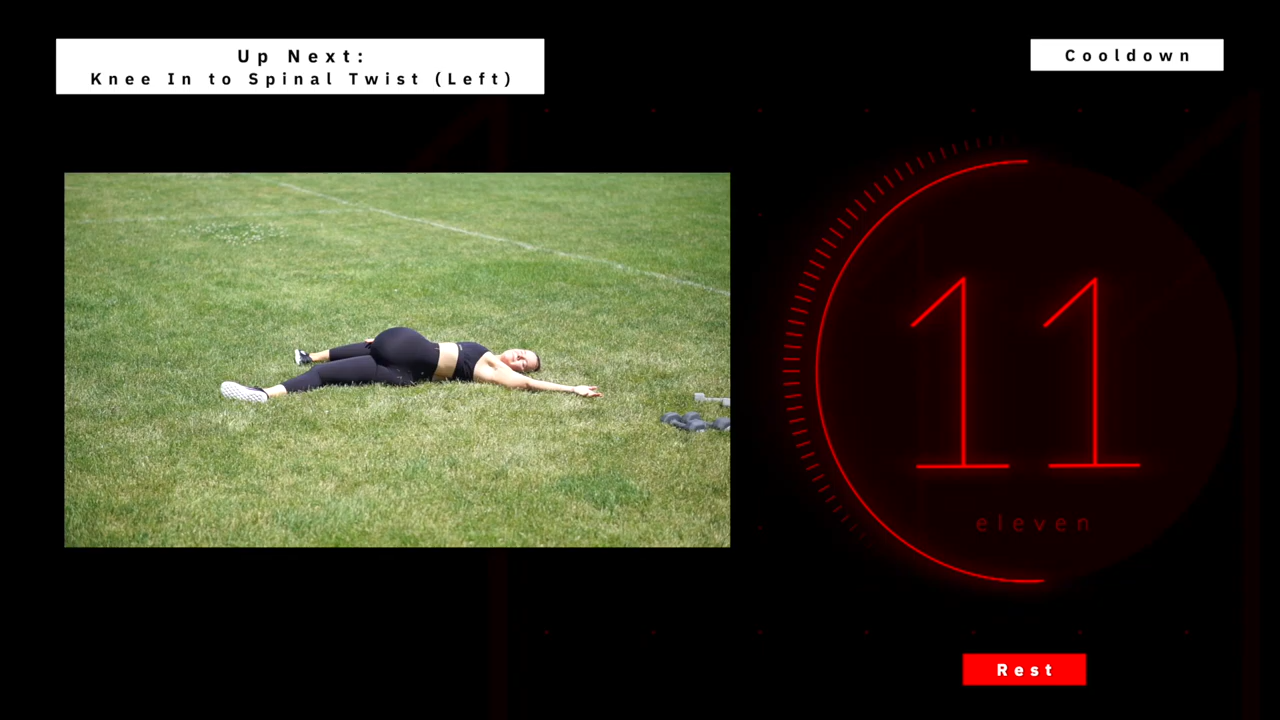 Up Next:
Knee In to Spinal Twist (Left)
Cooldown
11
eleven
Rest